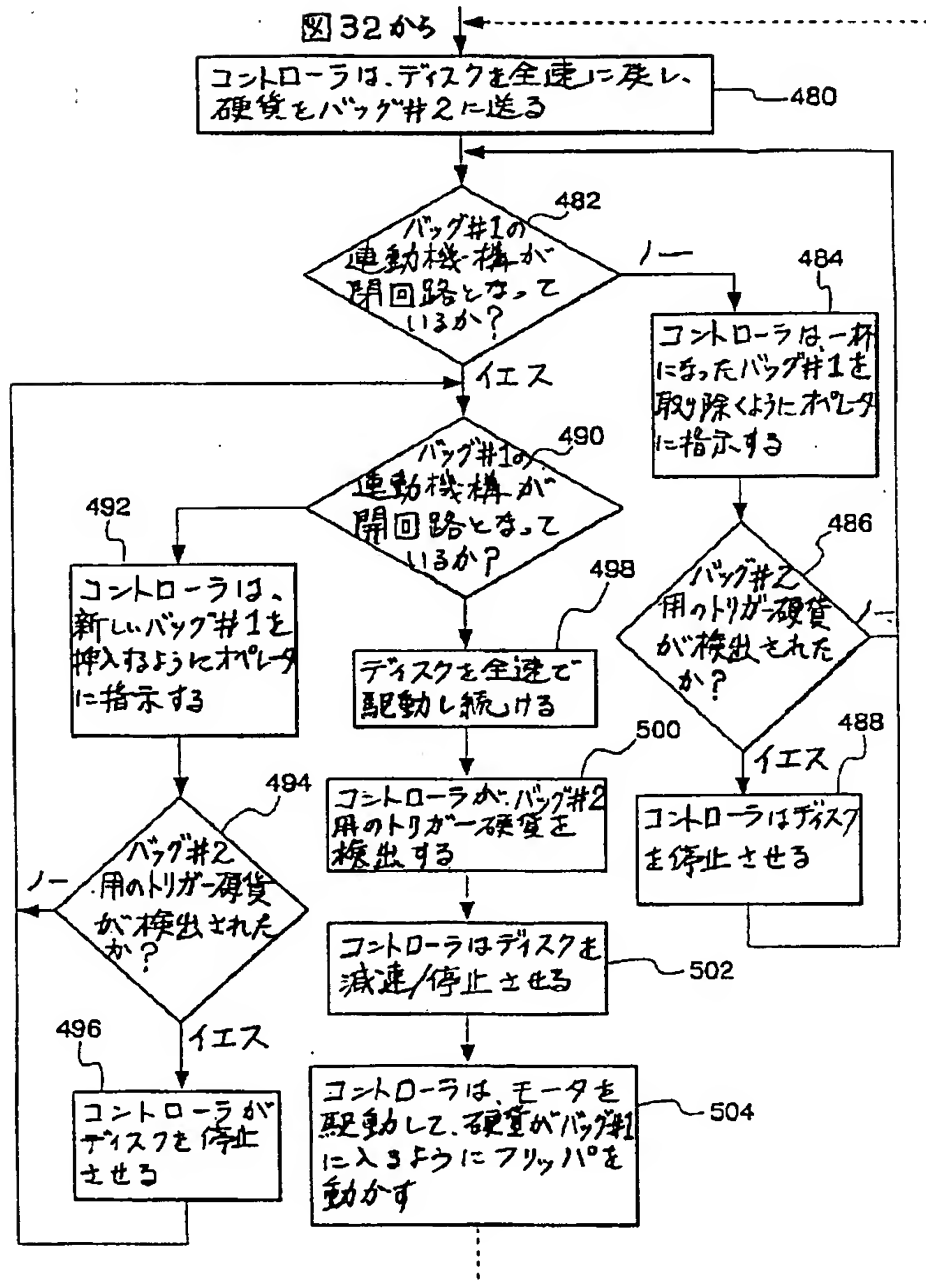 図32から
コントローラは、ディスクを全速に戻し、
硬貨をバッグ#2に送る
480
482
バッグ#1の
連動機構が
閉回路となって
いるか?
ノー
484
コントローラは、一杯
になったバッグ#1を
取り除くようにオペレータ
に指示する
イエス
490
バッグ#1の
連動機構が
開回路となって
いるか?
486
バッグ#2
用のトリガー硬貨
が検出された
か?
ノー
492
コントローラは、
新しいバッグ#1を
挿入するようにオペレータ
に指示する
498
ディスクを全速で
駆動し続ける
イエス
488
コントローラはディスク
を停止させる
500
コントローラが、バッグ#2
用のトリガー硬貨を
検出する
494
バッグ#2
用のトリガー硬貨
が検出された
か?
ノー
コントローラはディスクを
減速/停止させる
502
イエス
496
コントローラが
ディスクを停止
させる
コントローラは、モータを
駆動して、硬貨がバッグ#1
に入るようにフリッパを
動かす
504